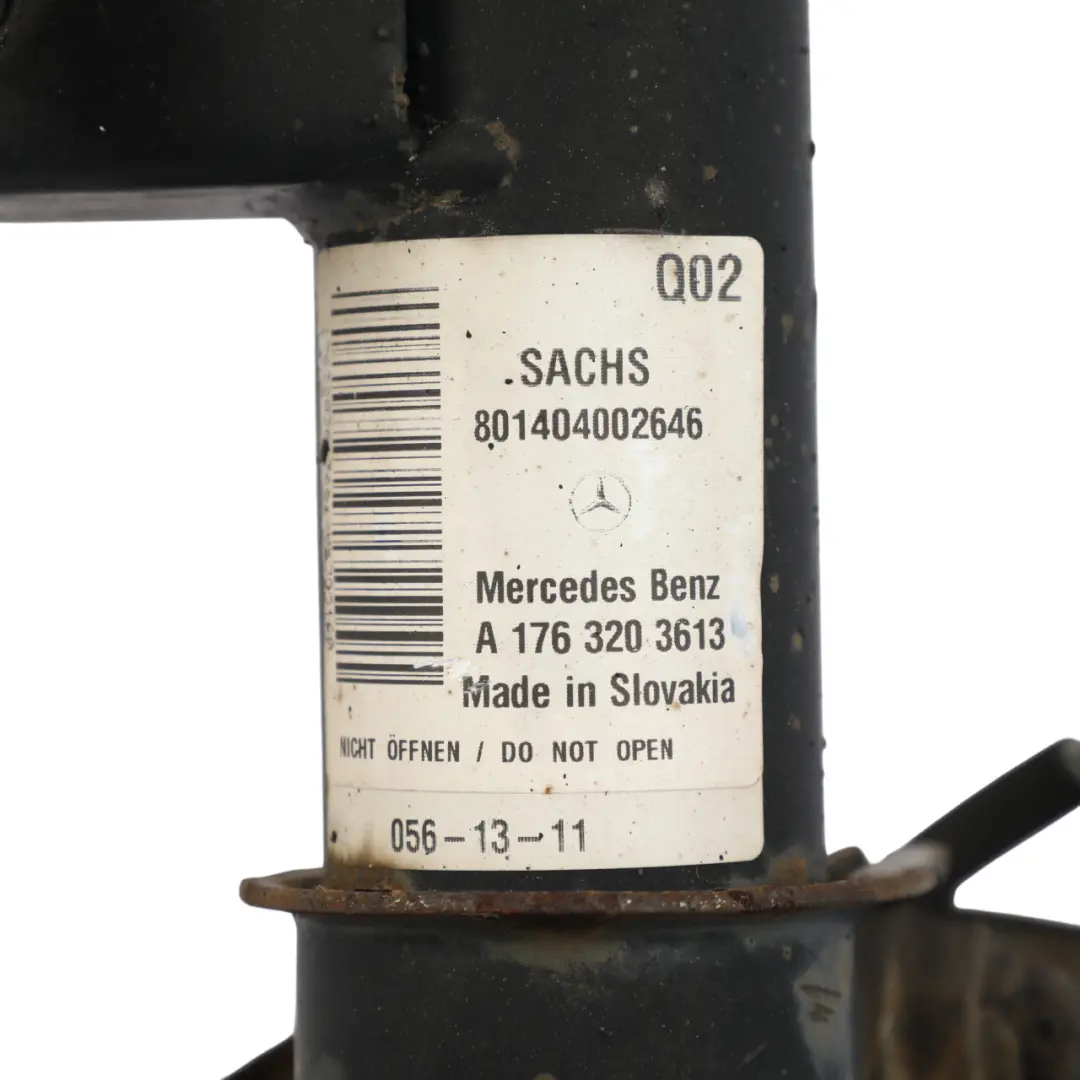 Q02
SACHS
801404002646
Mercedes Benz
A 176 320 3613
Made in Slovakia
NICHT ÖFFNEN / DO NOT OPEN
056-13-11